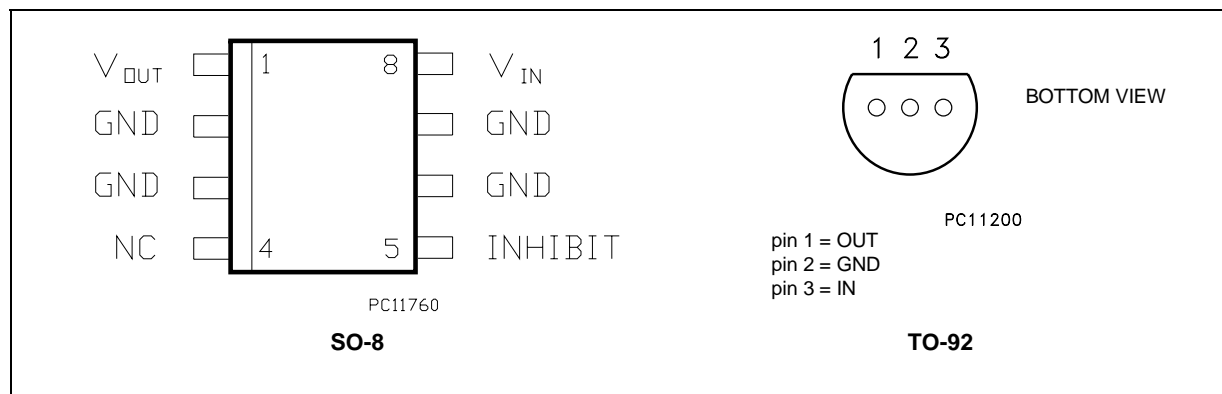 V OUT 1 8 V IN
GND GND
GND GND
NC 4 5 INHIBIT
PC11760
SO-8
1 2 3
BOTTOM VIEW
PC11200
pin 1 = OUT
pin 2 = GND
pin 3 = IN
TO-92